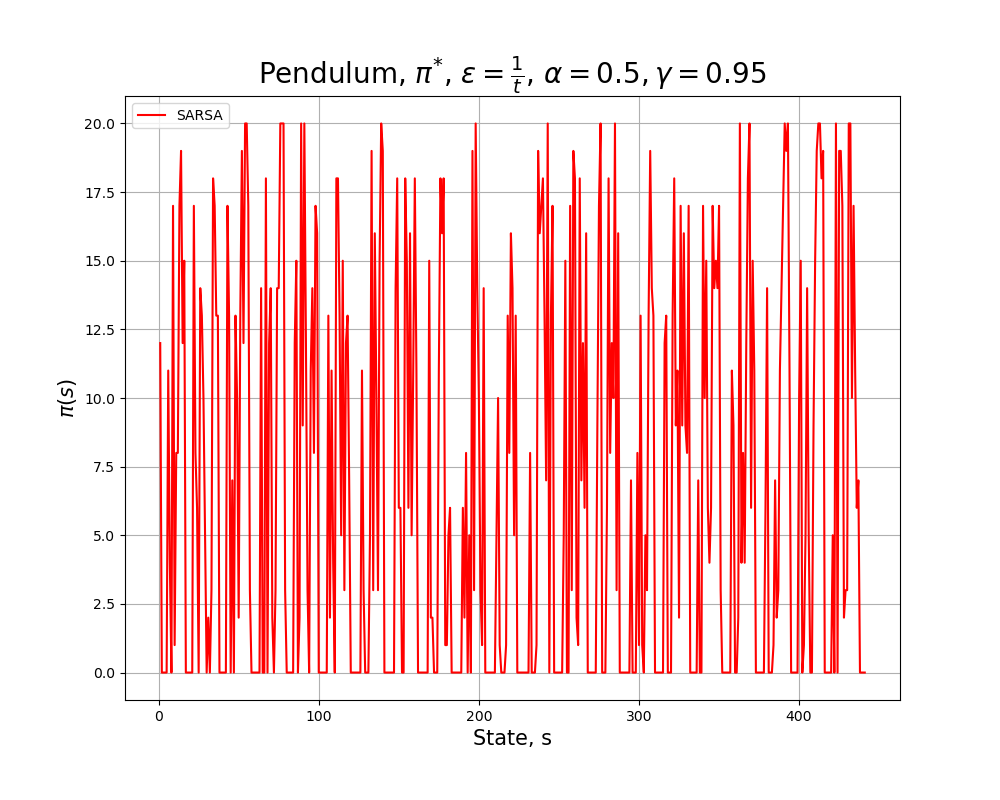 Pendulum, π*, ε = 1/t, α = 0.5, γ = 0.95
SARSA
20.0
17.5
15.0
12.5
10.0
7.5
5.0
2.5
0.0
π(s)
0 100 200 300 400
State, s